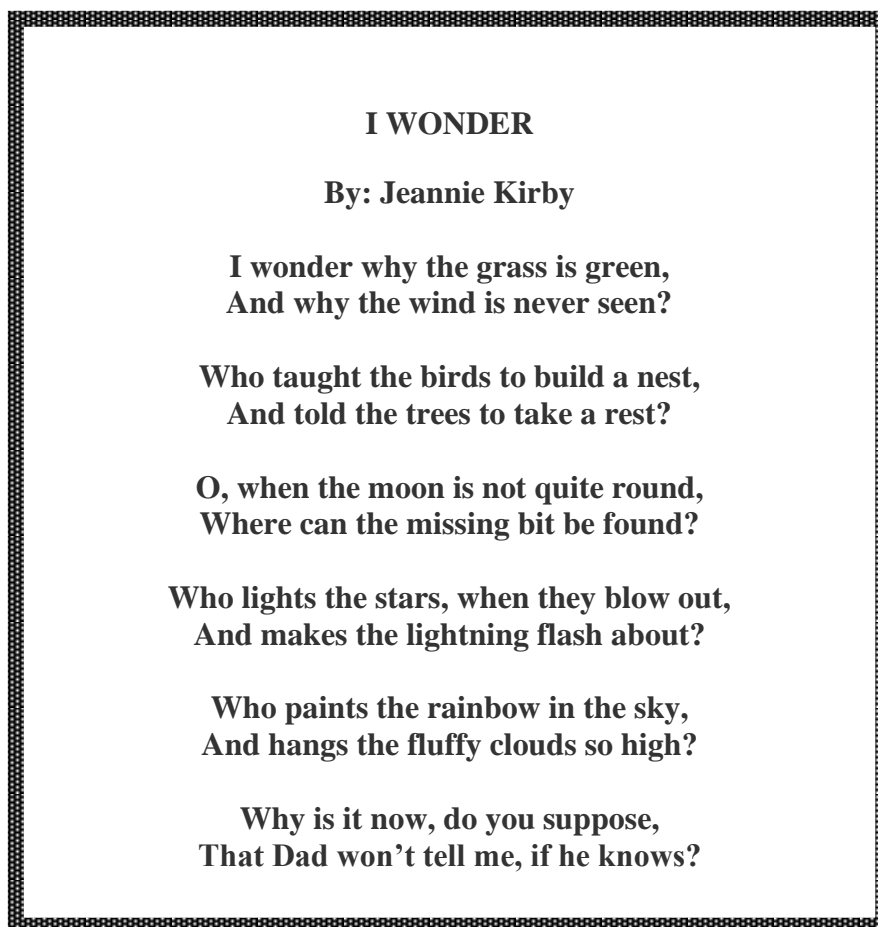 I WONDER
By: Jeannie Kirby
I wonder why the grass is green,
And why the wind is never seen?
Who taught the birds to build a nest,
And told the trees to take a rest?
O, when the moon is not quite round,
Where can the missing bit be found?
Who lights the stars, when they blow out,
And makes the lightning flash about?
Who paints the rainbow in the sky,
And hangs the fluffy clouds so high?
Why is it now, do you suppose,
That Dad won’t tell me, if he knows?